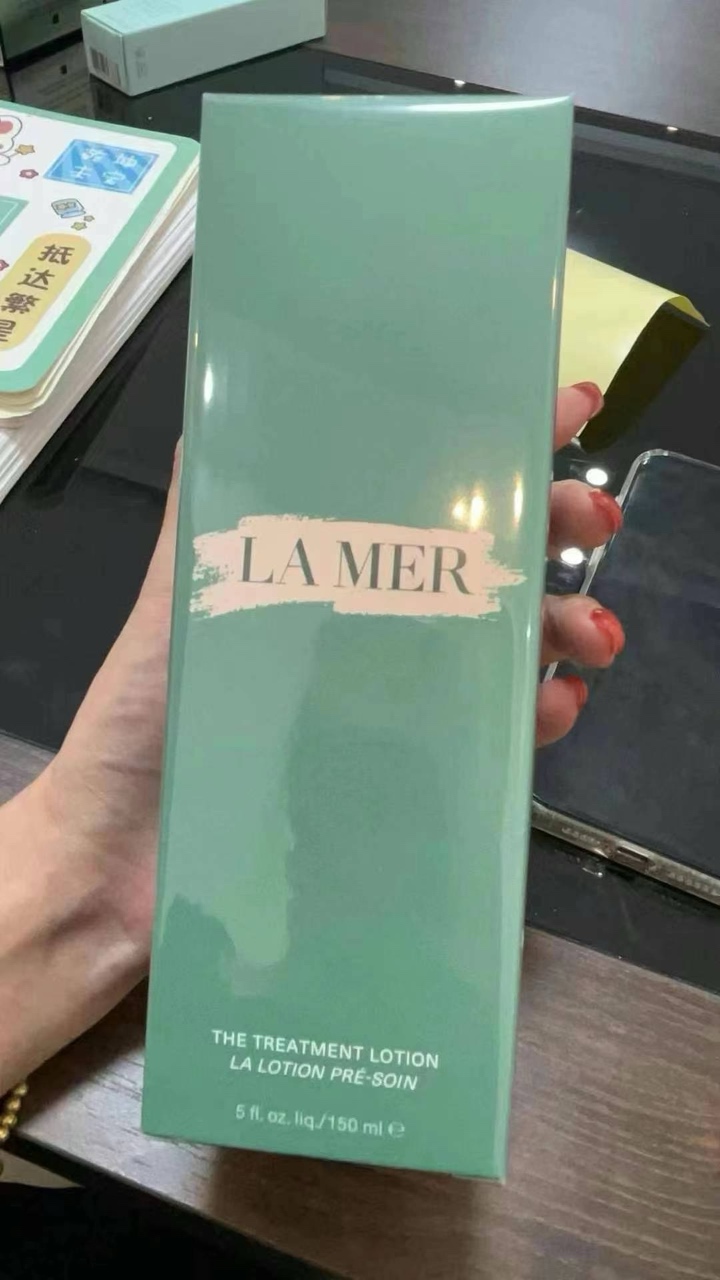 抵
达
繁
星
LA MER
THE TREATMENT LOTION
LA LOTION PRÉ-SOIN
5 fl. oz. liq./150 ml ℮